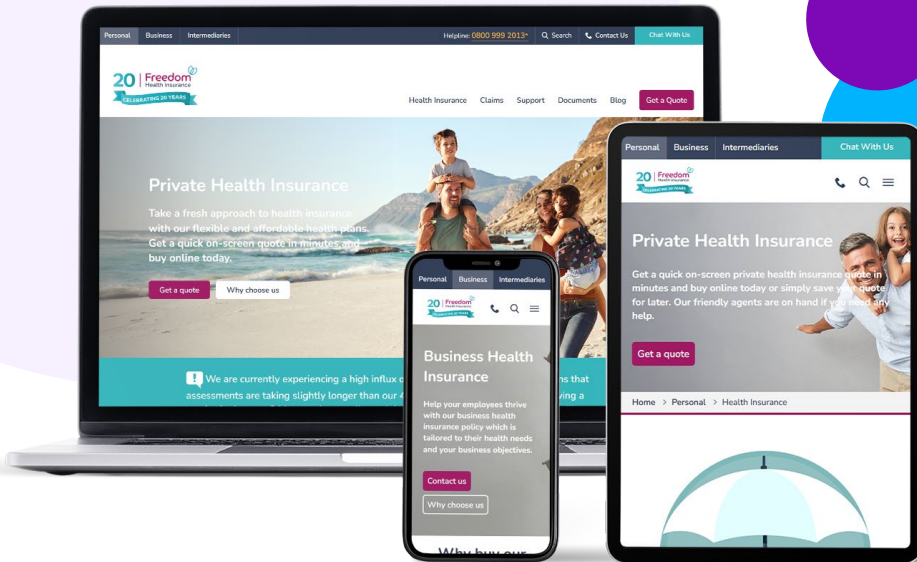 Personal Business Intermediaries
Helpline: 0800 999 2013^ Search Contact Us Chat With Us
20 Freedom
Health Insurance
CELEBRATING 20 YEARS
Health Insurance Claims Support Documents Blog Get a Quote
Private Health Insurance
Take a fresh approach to health insurance
with our flexible and affordable health plans.
Get a quick on-screen quote in minutes and
buy online today.
Get a quote Why choose us
We are currently experiencing a high influx
ns that
assessments are taking slightly longer than our 4
ving a
Personal Business Intermediaries
20 Freedom
Health Insurance
CELEBRATING 20 YEARS
Business Health
Insurance
Help your employees thrive
with our business health
insurance policy which is
tailored to their health needs
and your business objectives.
Contact us
Why choose us
Why buy our
Personal Business Intermediaries Chat With Us
20 Freedom
Health Insurance
CELEBRATING 20 YEARS
Private Health Insurance
Get a quick on-screen private health insurance quote in
minutes and buy online today or simply save your quote
for later. Our friendly agents are on hand if you need any
help.
Get a quote
Home > Personal > Health Insurance